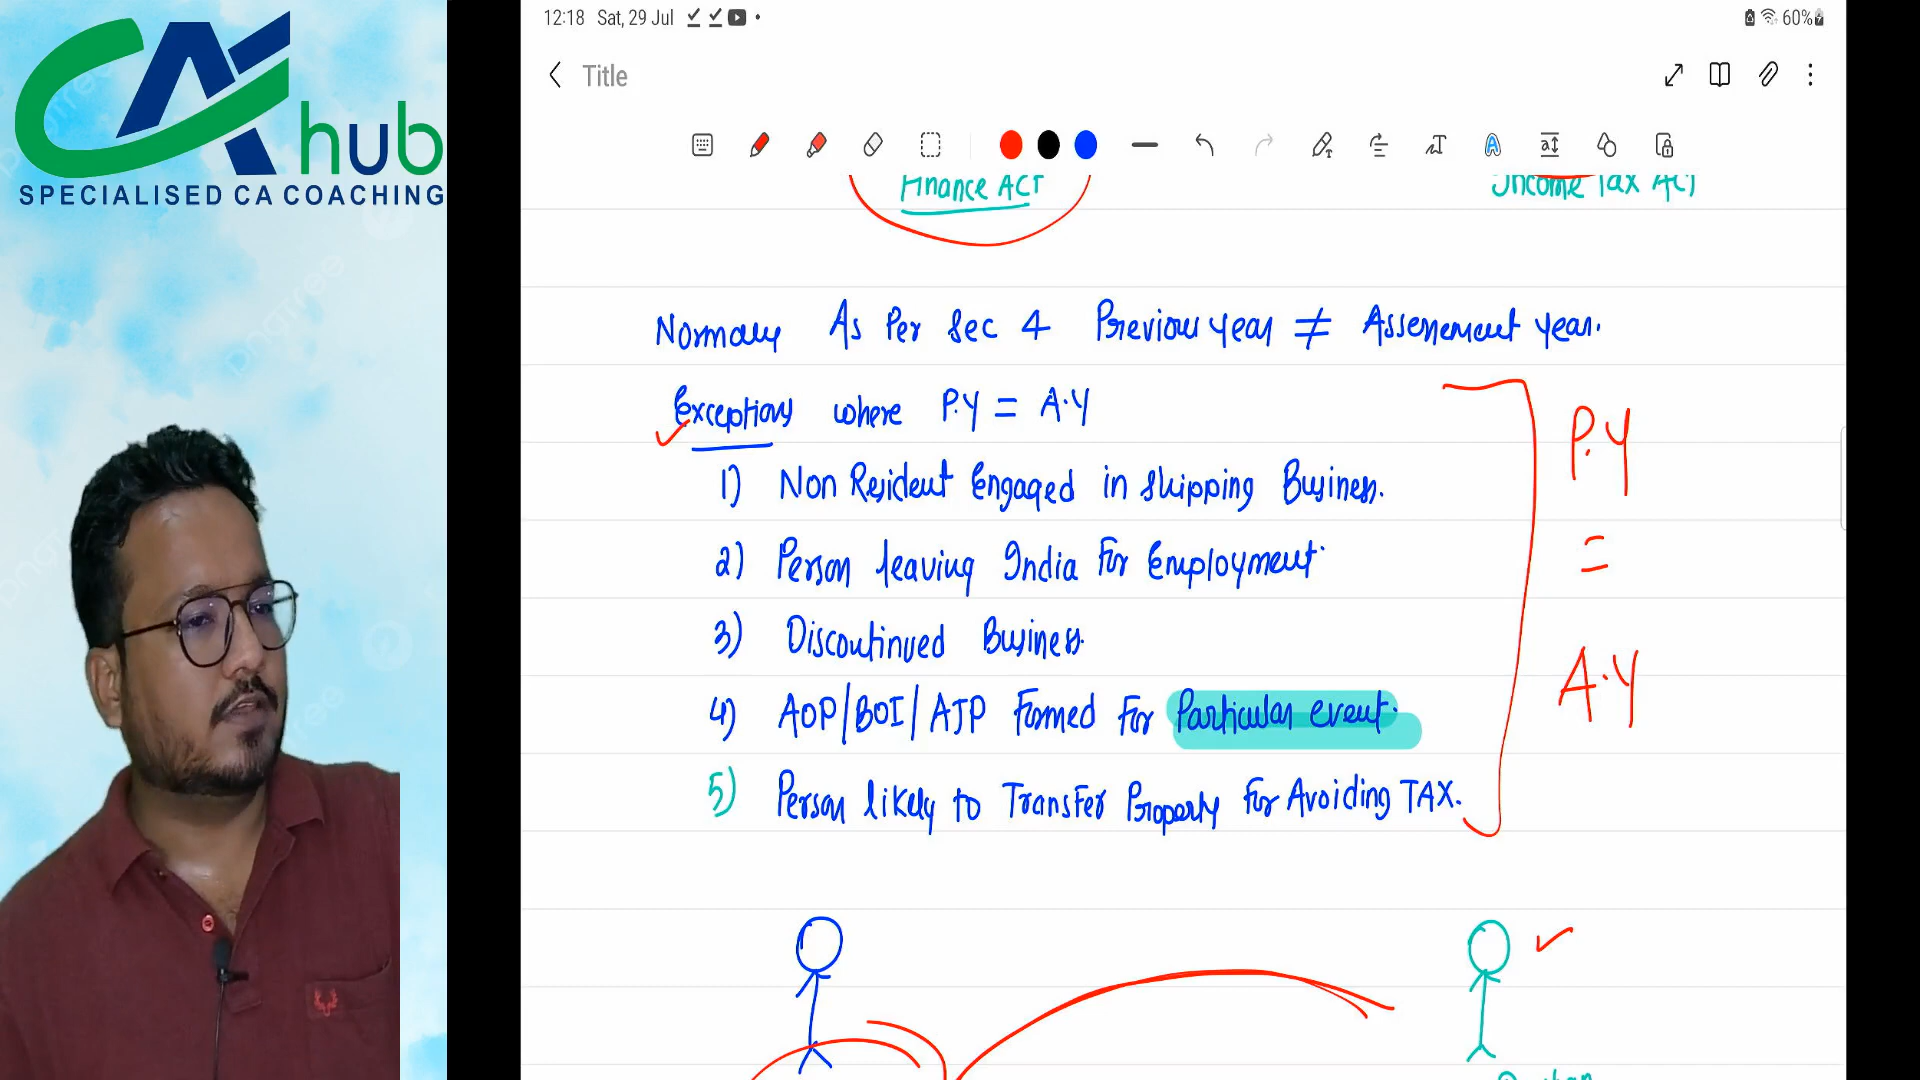 CA hub
SPECIALISED CA COACHING
12:18 Sat, 29 Jul
60%
Title
Finance ACT
Income Tax ACT
Normaly As Per Sec 4 Previous year ≠ Assessment year.
Exceptions where P.Y = A.Y
1) Non Resident Engaged in shipping Business.
2) Person leaving India For Employment.
3) Discoutinued Business.
4) AOP/BOI/AJP Formed For Particular event.
5) Person likely to Transfer Property For Avoiding TAX.
P.Y
=
A.Y